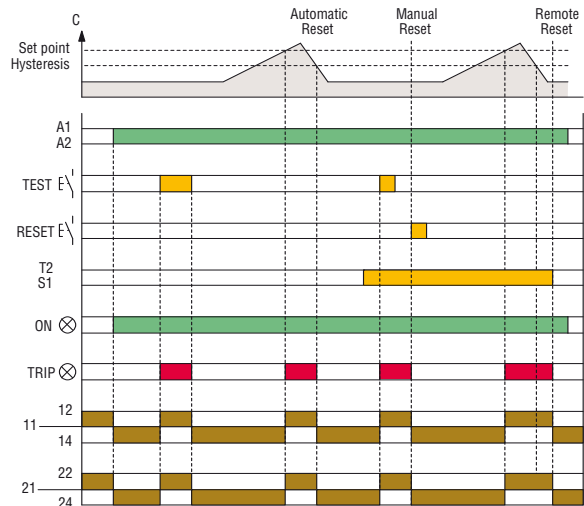 C
Automatic Reset
Manual Reset
Remote Reset
Set point
Hysteresis
A1
A2
TEST E
RESET E
T2
S1
ON
TRIP
12
11
14
22
21
24